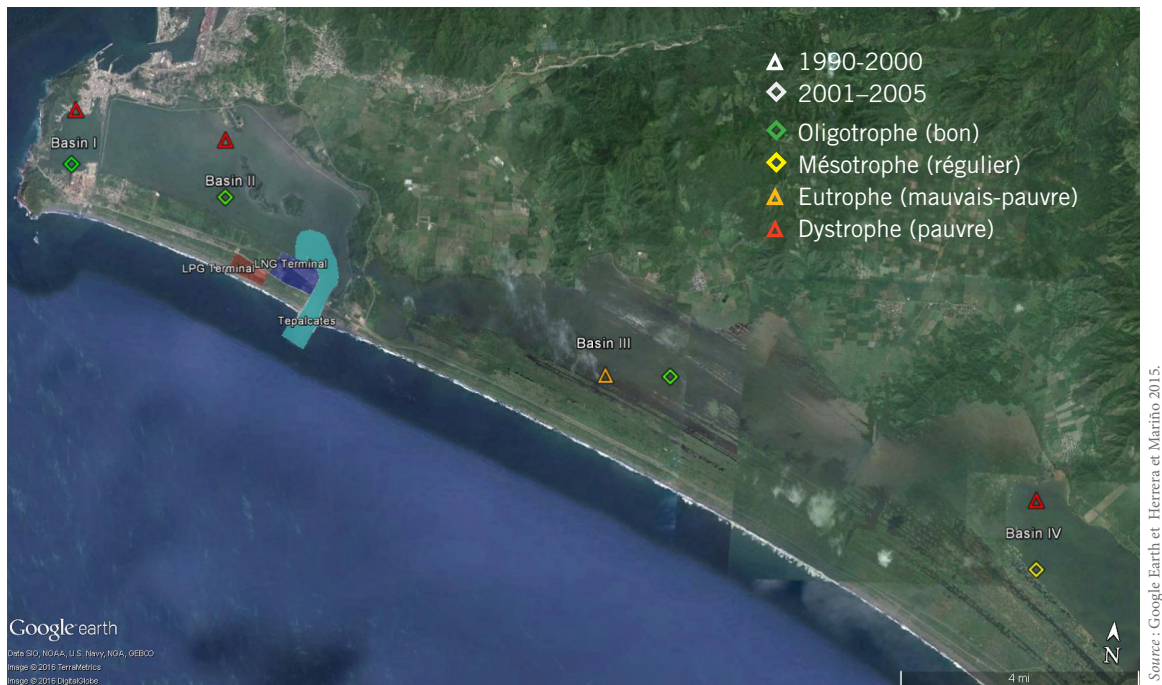 1990-2000
2001–2005
Oligotrophe (bon)
Mésotrophe (régulier)
Eutrophe (mauvais-pauvre)
Dystrophe (pauvre)
Basin I
Basin II
LPG Terminal
LNG Terminal
Tepalcates
Basin III
Basin IV
Google earth
Data SIO, NOAA, U.S. Navy, NGA, GEBCO
Image © 2016 TerraMetrics
Image © 2016 DigitalGlobe
N
4 mi
Source : Google Earth et Herrera et Mariño 2015.